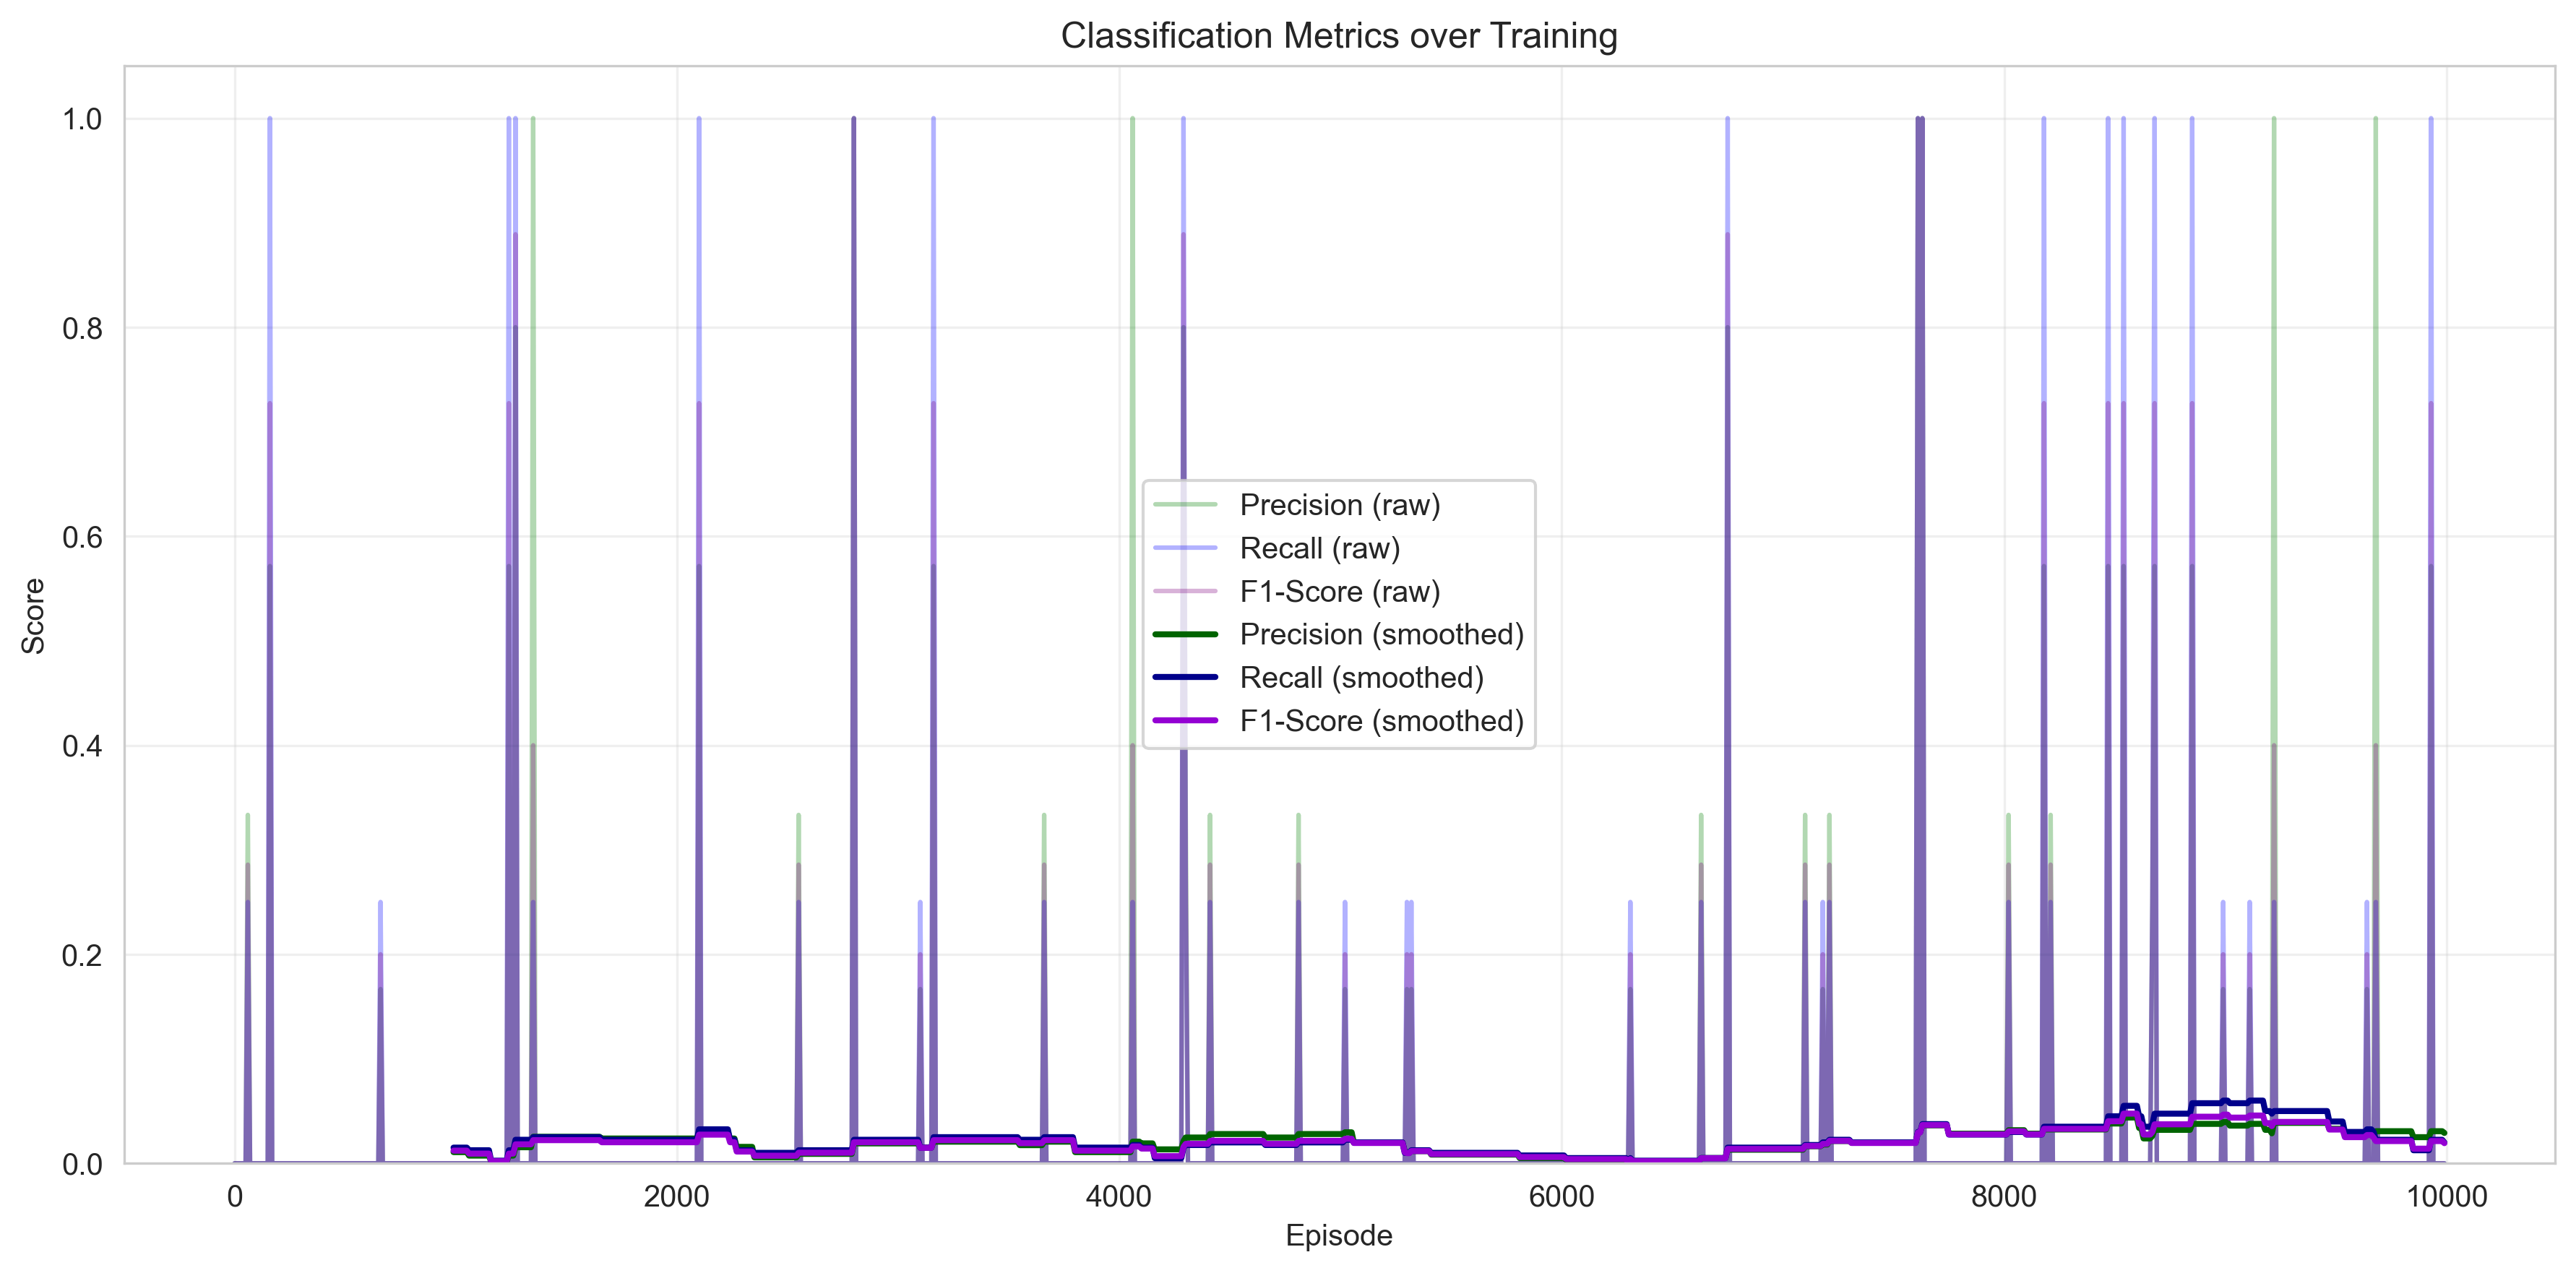 Classification Metrics over Training
1.0
0.8
0.6
0.4
0.2
0.0
Score
Precision (raw)
Recall (raw)
F1-Score (raw)
Precision (smoothed)
Recall (smoothed)
F1-Score (smoothed)
0 2000 4000 6000 8000 10000
Episode